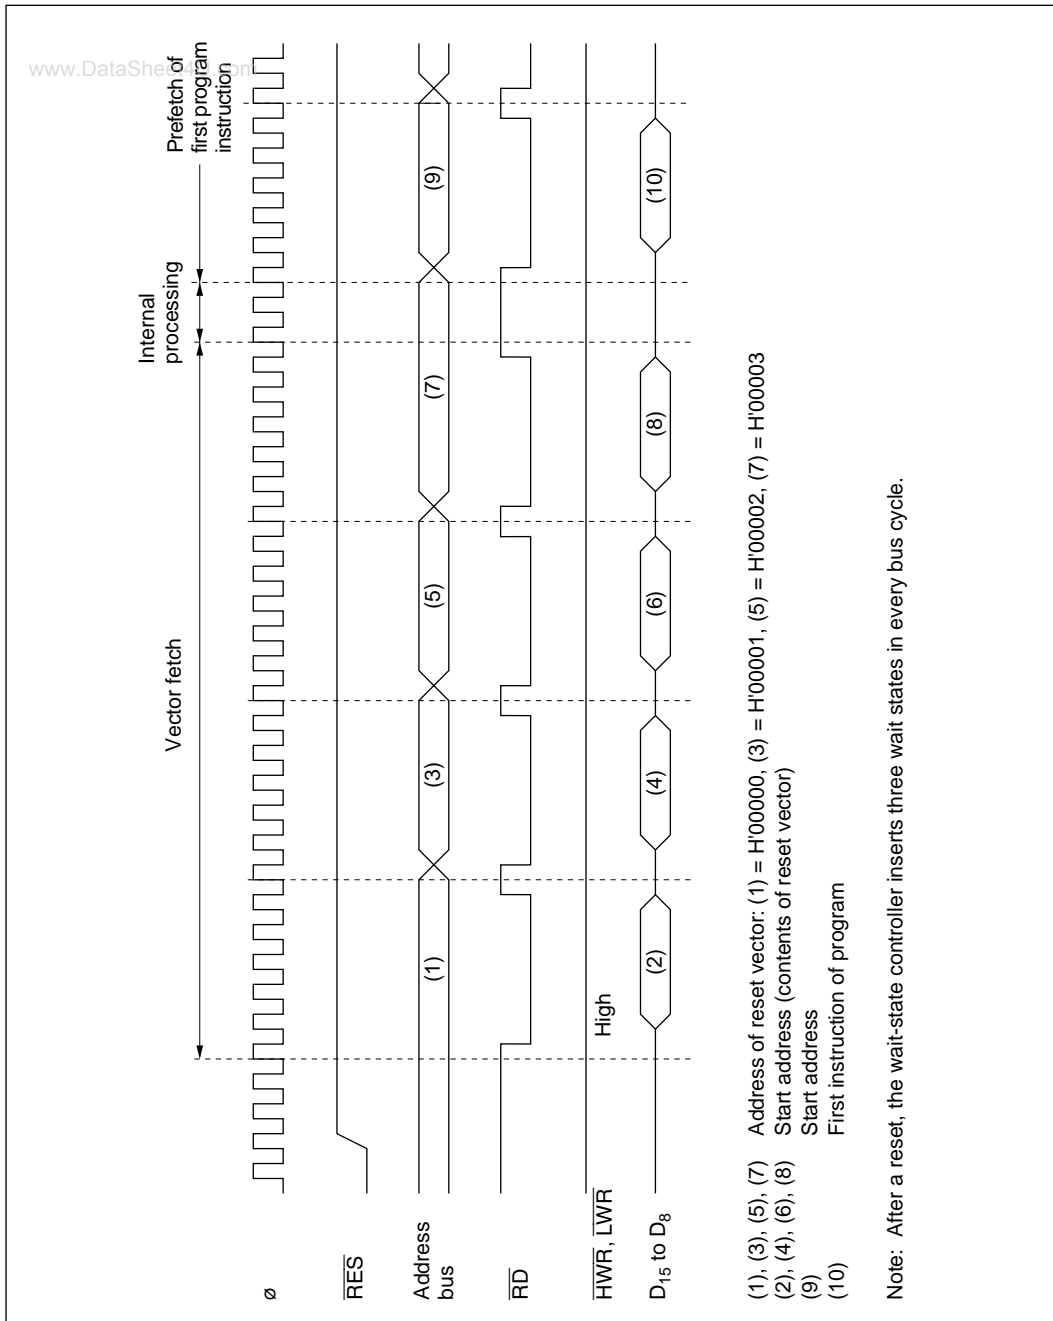 www.DataSheet4U.com
Vector fetch
Internal
processing
Prefetch of
first program
instruction
ø
RES
Address
bus
(1)
(3)
(5)
(7)
(9)
RD
HWR, LWR
High
D15 to D8
(2)
(4)
(6)
(8)
(10)
(1), (3), (5), (7) Address of reset vector: (1) = H'00000, (3) = H'00001, (5) = H'00002, (7) = H'00003
(2), (4), (6), (8) Start address (contents of reset vector)
(9) Start address
(10) First instruction of program
Note: After a reset, the wait-state controller inserts three wait states in every bus cycle.